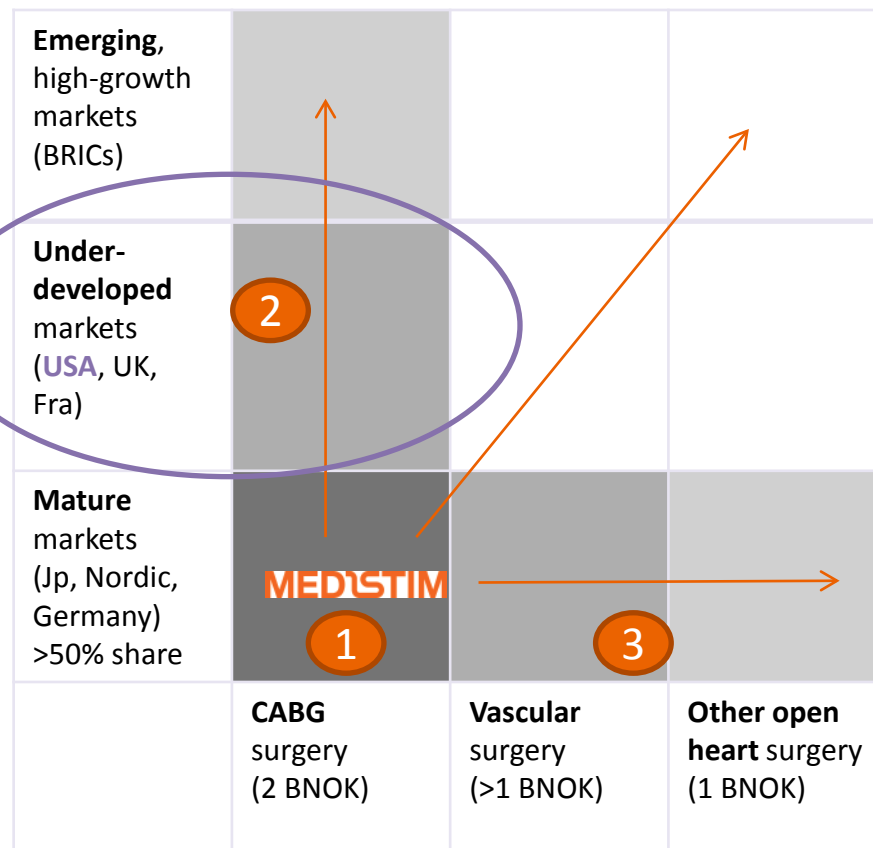 Emerging,
high-growth
markets
(BRICs)
Under-
developed
markets
(USA, UK,
Fra)
2
Mature
markets
(Jp, Nordic,
Germany)
>50% share
MEDISTIM
1
3
CABG
surgery
(2 BNOK)
Vascular
surgery
(>1 BNOK)
Other open
heart surgery
(1 BNOK)